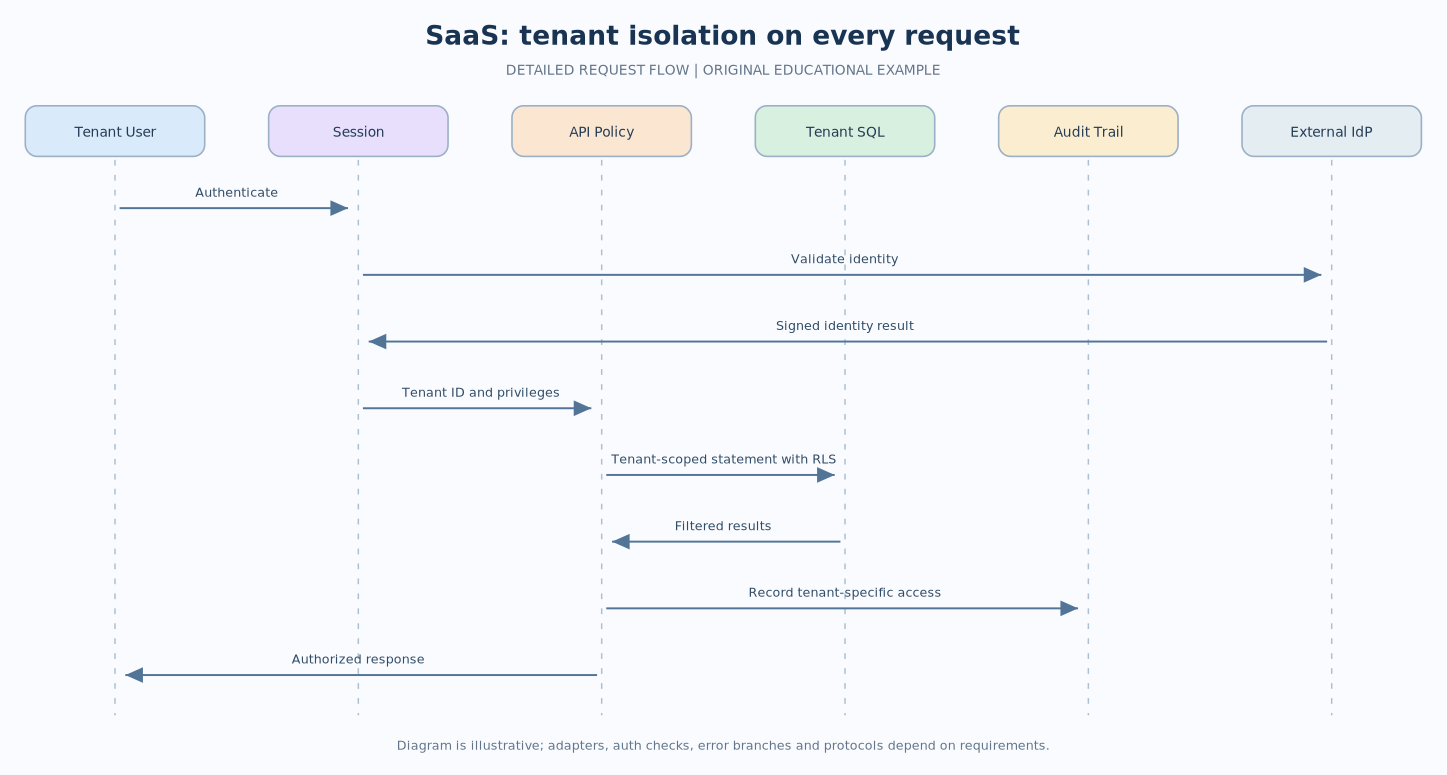 SaaS: tenant isolation on every request
DETAILED REQUEST FLOW | ORIGINAL EDUCATIONAL EXAMPLE
Tenant User
Session
API Policy
Tenant SQL
Audit Trail
External IdP
Authenticate
Validate identity
Signed identity result
Tenant ID and privileges
Tenant-scoped statement with RLS
Filtered results
Record tenant-specific access
Authorized response
Diagram is illustrative; adapters, auth checks, error branches and protocols depend on requirements.